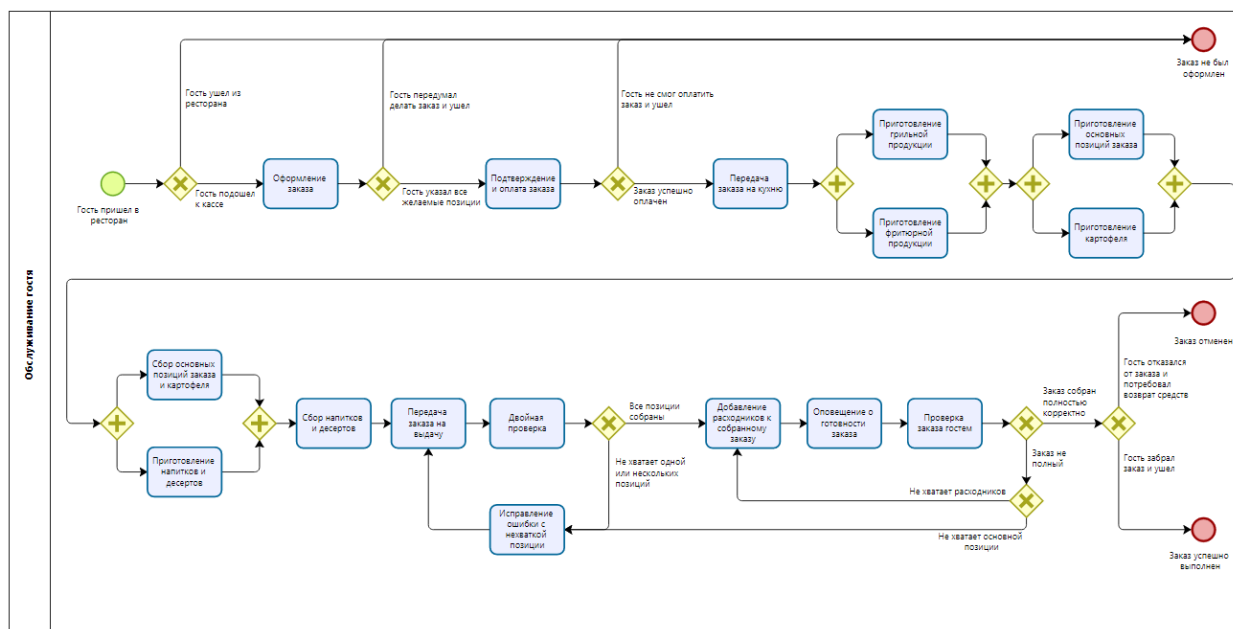 Обслуживание гостя
Заказ не был
оформлен
Гость ушел из
ресторана
Гость передумал
делать заказ и ушел
Гость не смог оплатить
заказ и ушел
Гость пришел в
ресторан
Гость подошел
к кассе
Оформление
заказа
Гость указал все
желаемые позиции
Подтверждение
и оплата заказа
Заказ успешно
оплачен
Передача
заказа на кухню
Приготовление
грильной
продукции
Приготовление
фритюрной
продукции
Приготовление
основных
позиций заказа
Приготовление
картофеля
Сбор основных
позиций заказа
и картофеля
Приготовление
напитков и
десертов
Сбор напитков
и десертов
Передача
заказа на
выдачу
Двойная
проверка
Все позиции
собраны
Не хватает одной
или нескольких
позиций
Исправление
ошибки с
нехваткой
позиции
Добавление
расходников к
собранному
заказу
Оповещение о
готовности
заказа
Проверка
заказа гостем
Заказ собран
полностью
корректно
Заказ не
полный
Не хватает расходников
Не хватает основной
позиции
Заказ отменен
Гость отказался
от заказа и
потребовал
возврат средств
Гость забрал
заказ и ушел
Заказ успешно
выполнен